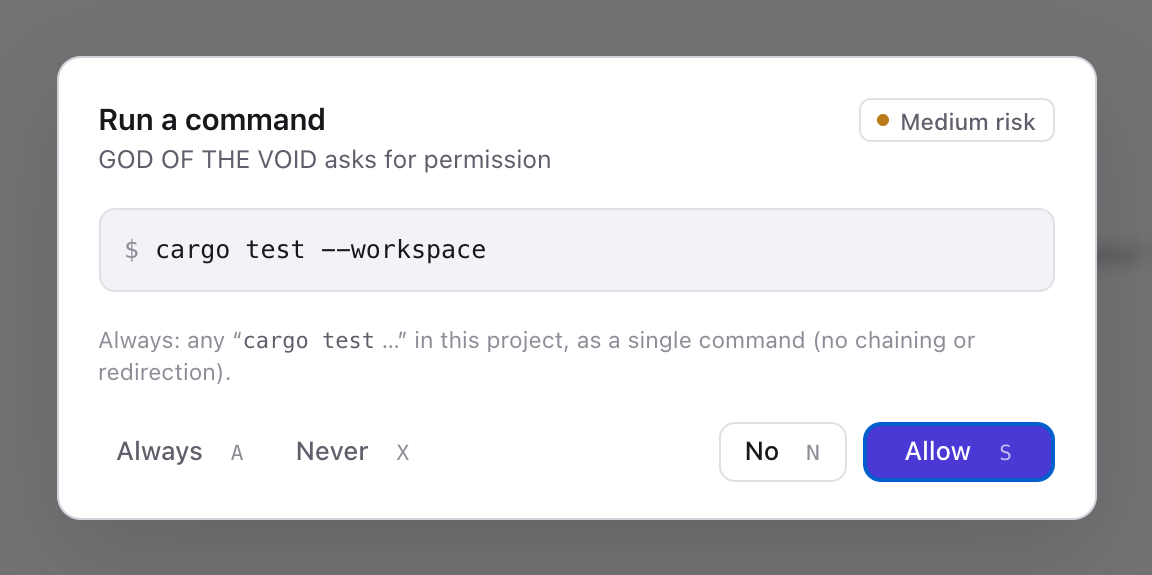 Run a command
Medium risk
GOD OF THE VOID asks for permission
$ cargo test --workspace
Always: any “cargo test …” in this project, as a single command (no chaining or
redirection).
Always A Never X No N Allow S